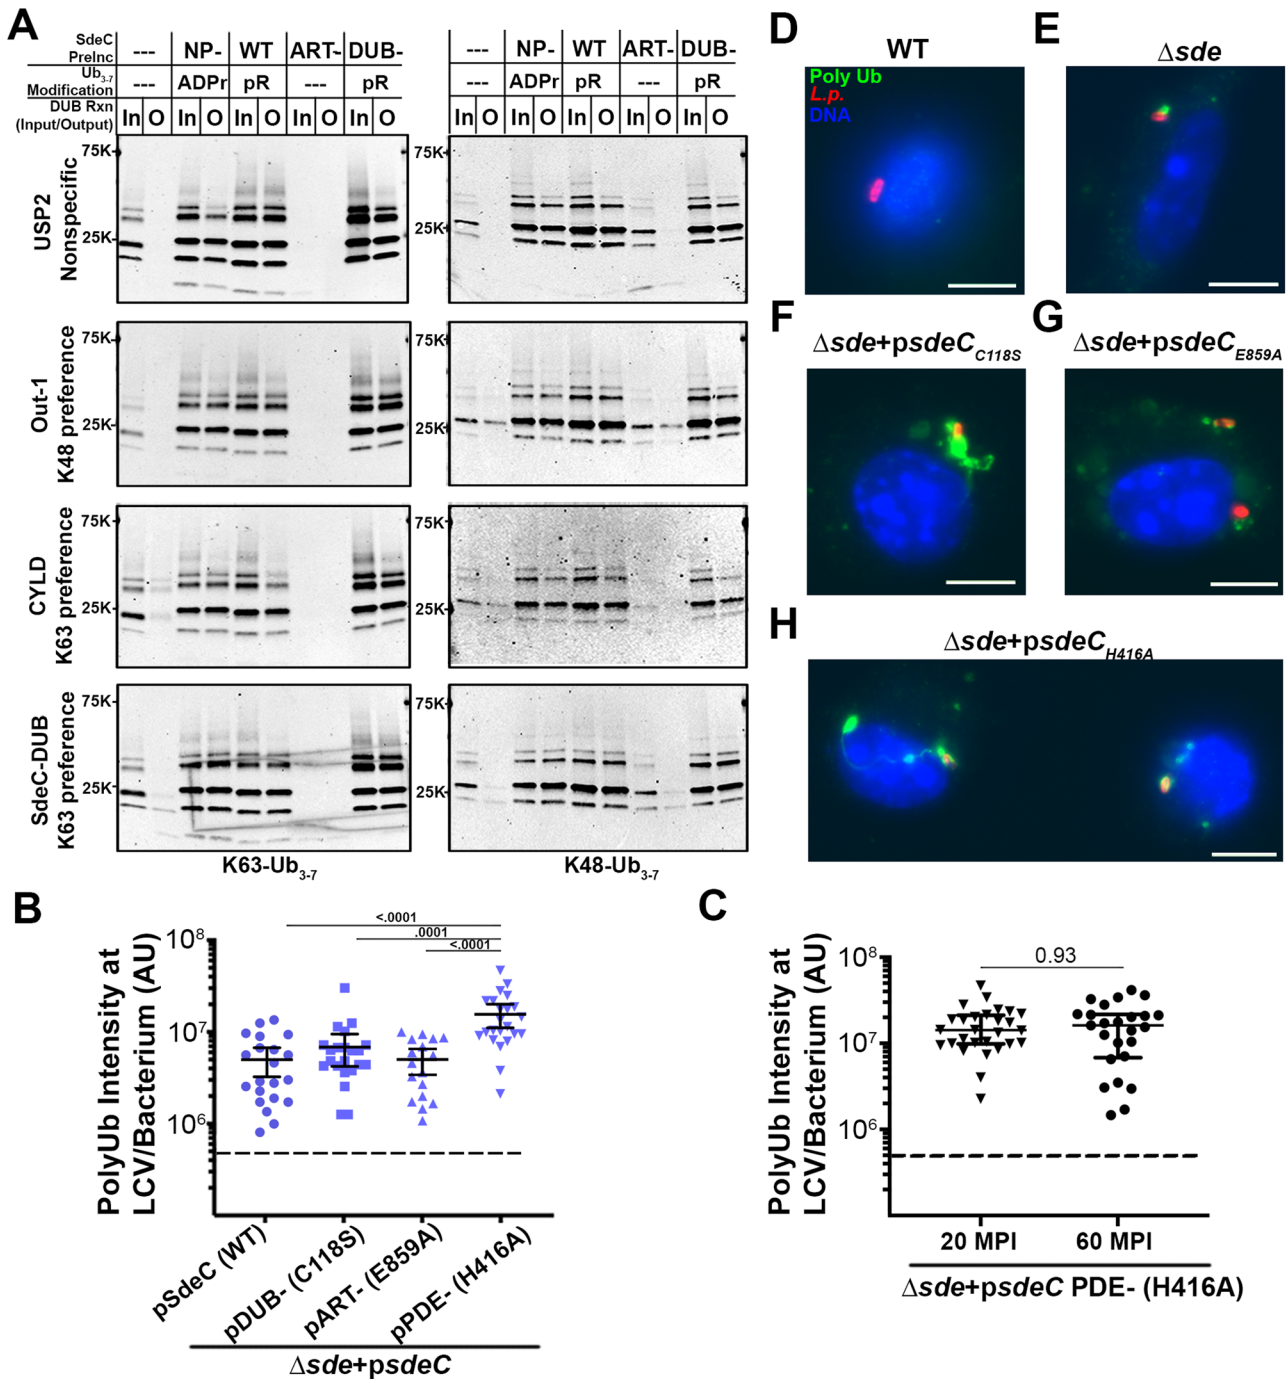 A
SdeC PreInc --- NP- WT ART- DUB- --- NP- WT ART- DUB-
Ub3-7 Modification --- ADPr pR --- pR --- ADPr pR --- pR
DUB Rxn (Input/Output) In O In O In O In O In O In O In O In O In O In O
USP2 Nonspecific
75K
25K
75K
25K
Out-1 K48 preference
75K
25K
75K
25K
CYLD K63 preference
75K
25K
75K
25K
SdeC-DUB K63 preference
75K
25K
75K
25K
K63-Ub3-7
K48-Ub3-7
D
WT
Poly Ub
L.p.
DNA
E
Δsde
F
Δsde+psdeC C118S
G
Δsde+psdeC E859A
H
Δsde+psdeC H416A
B
PolyUb Intensity at LCV/Bacterium (AU)
10^8
10^7
10^6
<.0001
.0001
<.0001
pSdeC (WT)
pDUB- (C118S)
pART- (E859A)
pPDE- (H416A)
Δsde+psdeC
C
PolyUb Intensity at LCV/Bacterium (AU)
10^8
10^7
10^6
0.93
20 MPI
60 MPI
Δsde+psdeC PDE- (H416A)